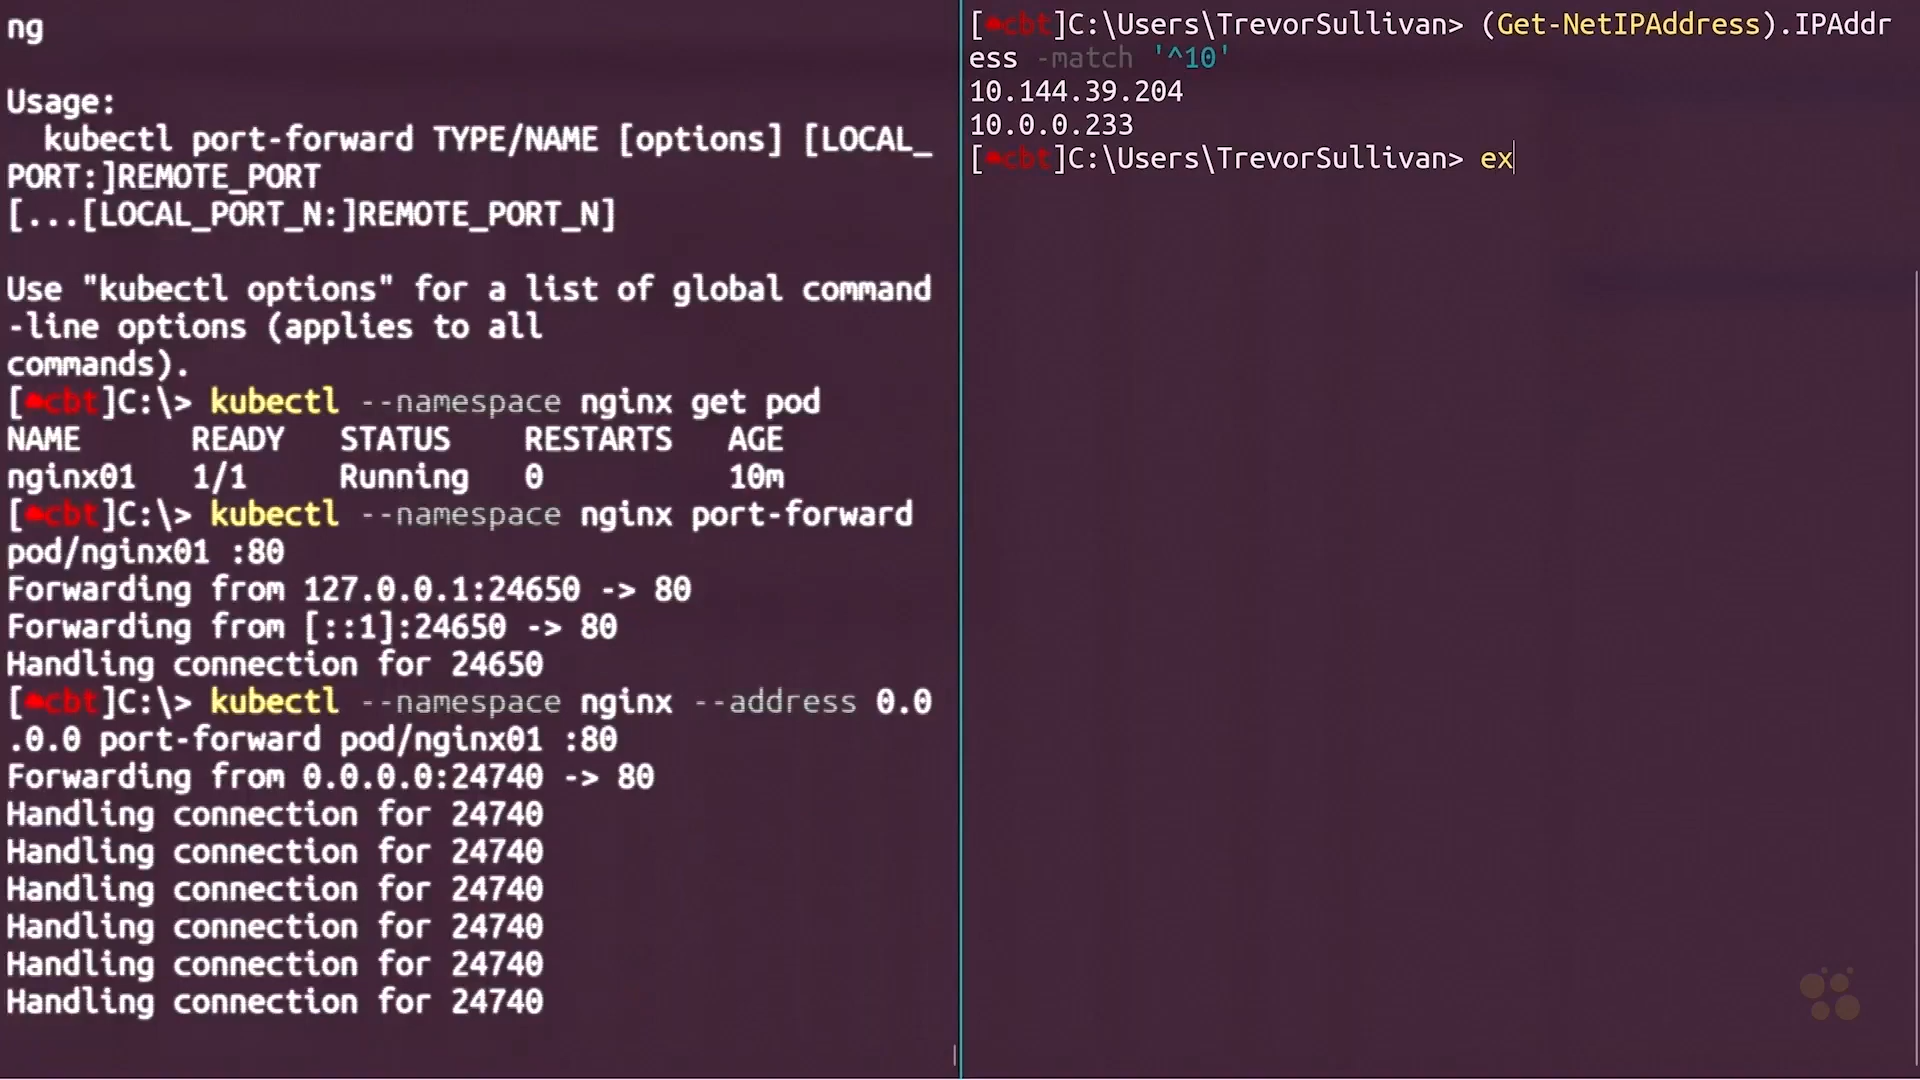 ng
Usage:
  kubectl port-forward TYPE/NAME [options] [LOCAL_
PORT:]REMOTE_PORT
[...[LOCAL_PORT_N:]REMOTE_PORT_N]
Use "kubectl options" for a list of global command
-line options (applies to all
commands).
[☁cbt]C:\> kubectl --namespace nginx get pod
NAME      READY   STATUS    RESTARTS   AGE
nginx01   1/1     Running   0          10m
[☁cbt]C:\> kubectl --namespace nginx port-forward
pod/nginx01 :80
Forwarding from 127.0.0.1:24650 -> 80
Forwarding from [::1]:24650 -> 80
Handling connection for 24650
[☁cbt]C:\> kubectl --namespace nginx --address 0.0
.0.0 port-forward pod/nginx01 :80
Forwarding from 0.0.0.0:24740 -> 80
Handling connection for 24740
Handling connection for 24740
Handling connection for 24740
Handling connection for 24740
Handling connection for 24740
Handling connection for 24740
[☁cbt]C:\Users\TrevorSullivan> (Get-NetIPAddress).IPAddr
ess -match '^10'
10.144.39.204
10.0.0.233
[☁cbt]C:\Users\TrevorSullivan> ex